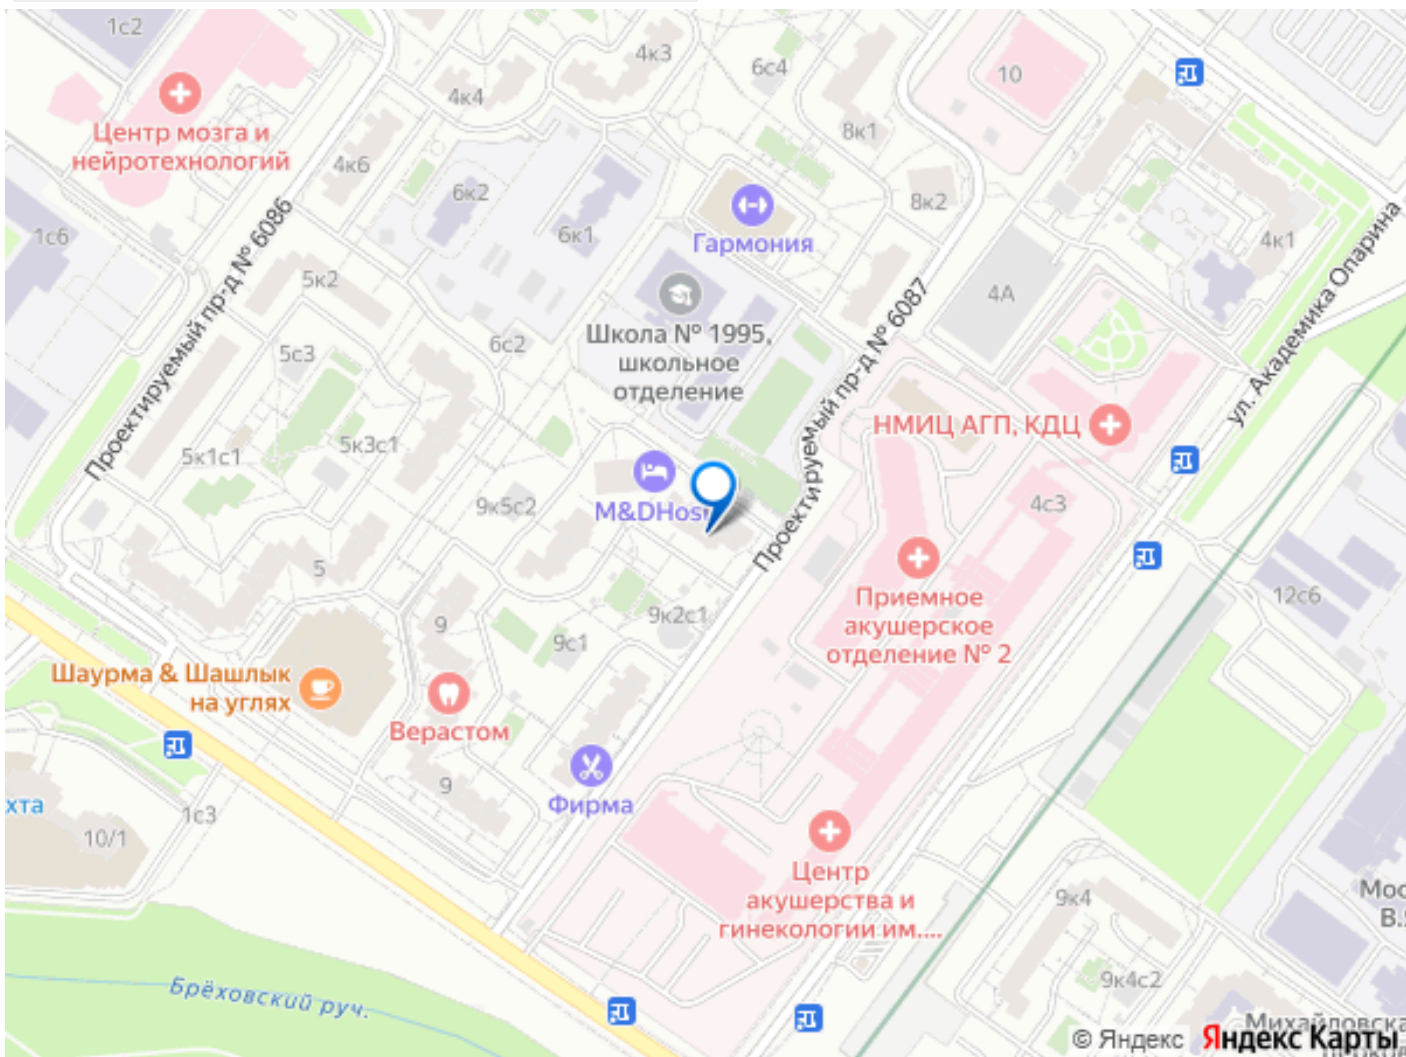 1с2
4к3
6с4
10
4к4
8к1
Центр мозга и
нейротехнологий
4к6
6к2
8к2
1с6
6к1
Гармония
4к1
Проектируемый пр-д № 6086
5к2
4А
ул. Академика Опарина
Школа № 1995,
школьное
отделение
6с2
5с3
Проектируемый пр-д № 6087
НМИЦ АГП, КДЦ
5к1с1
5к3с1
9к5с2
M&DHos
4с3
5
Приемное
акушерское
отделение № 2
12с6
9
9с1
9к2с1
Шаурма & Шашлык
на углях
Верастом
9
Фирма
хта
1с3
10/1
Центр
акушерства и
гинекологии им....
9к4
Мос
В.
9к4с2
Брёховский руч.
Михайловска
© Яндекс Яндекс Карты